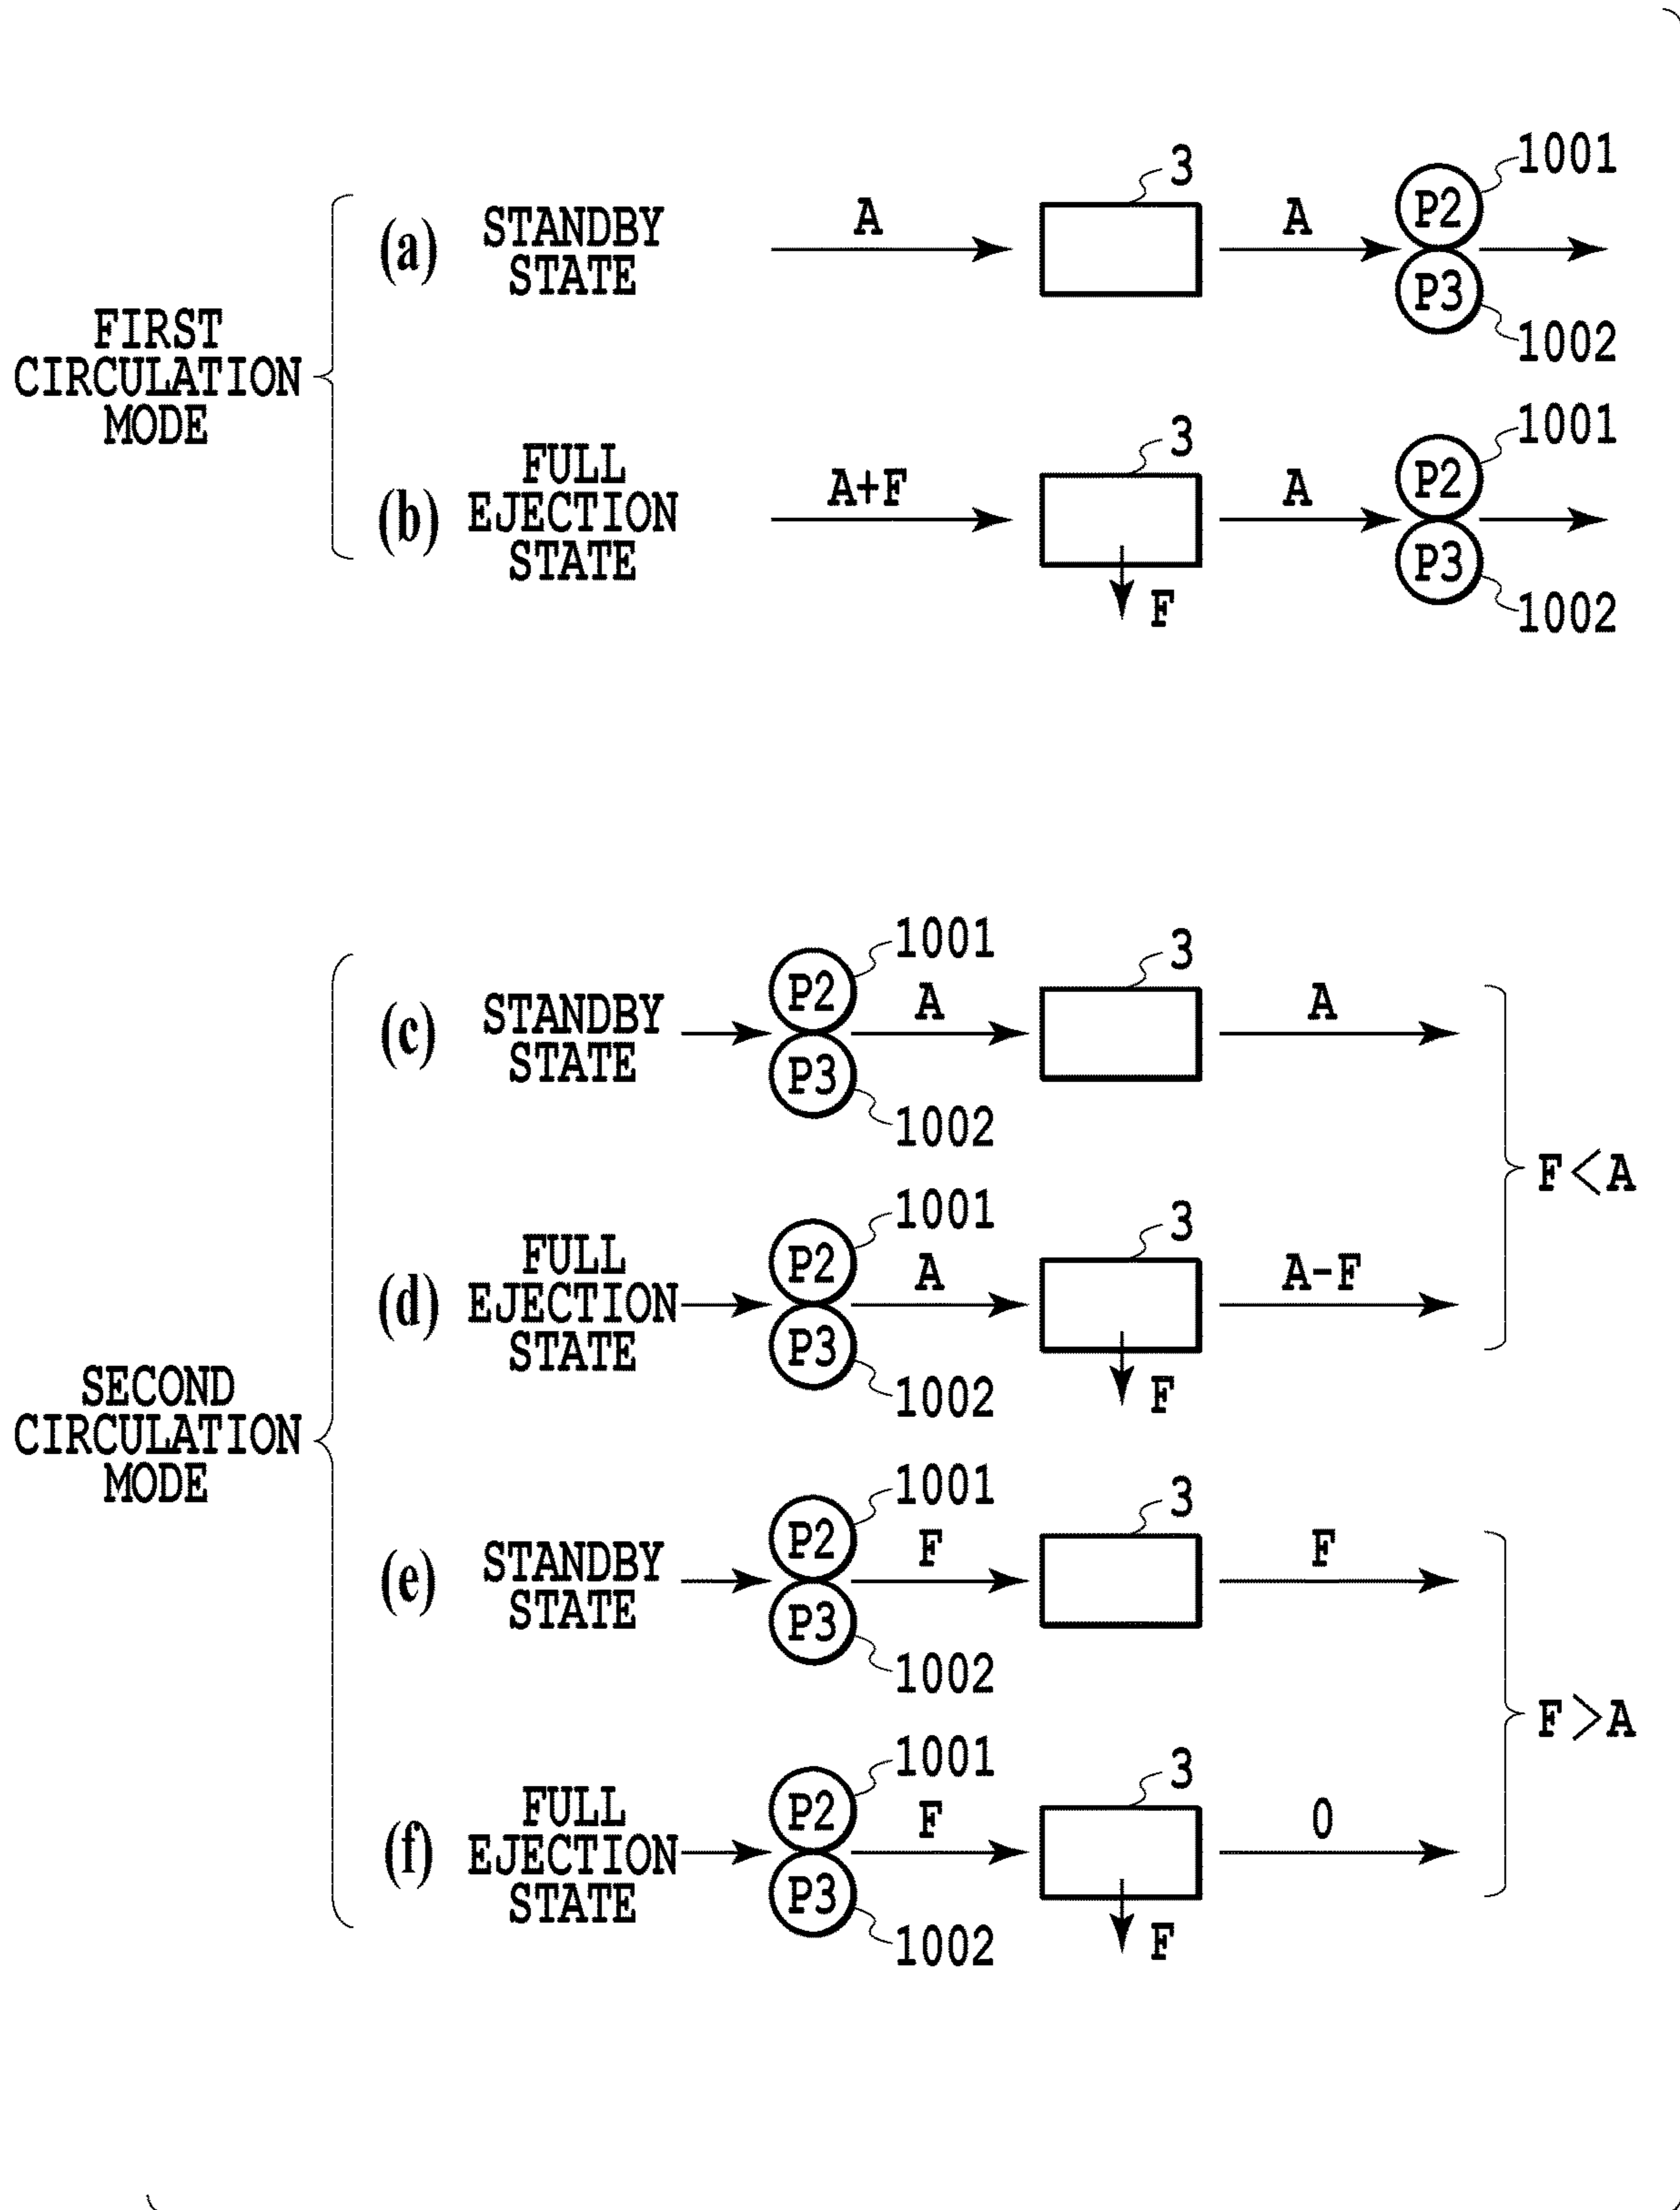 FIRST
CIRCULATION
MODE
(a) STANDBY
STATE
A
3
A
P2
P3
1001
1002
(b) FULL
EJECTION
STATE
A+F
3
F
A
P2
P3
1001
1002
SECOND
CIRCULATION
MODE
(c) STANDBY
STATE
P2
P3
1001
1002
A
3
A
(d) FULL
EJECTION
STATE
P2
P3
1001
1002
A
3
F
A-F
F<A
(e) STANDBY
STATE
P2
P3
1001
1002
F
3
F
(f) FULL
EJECTION
STATE
P2
P3
1001
1002
F
3
F
0
F>A